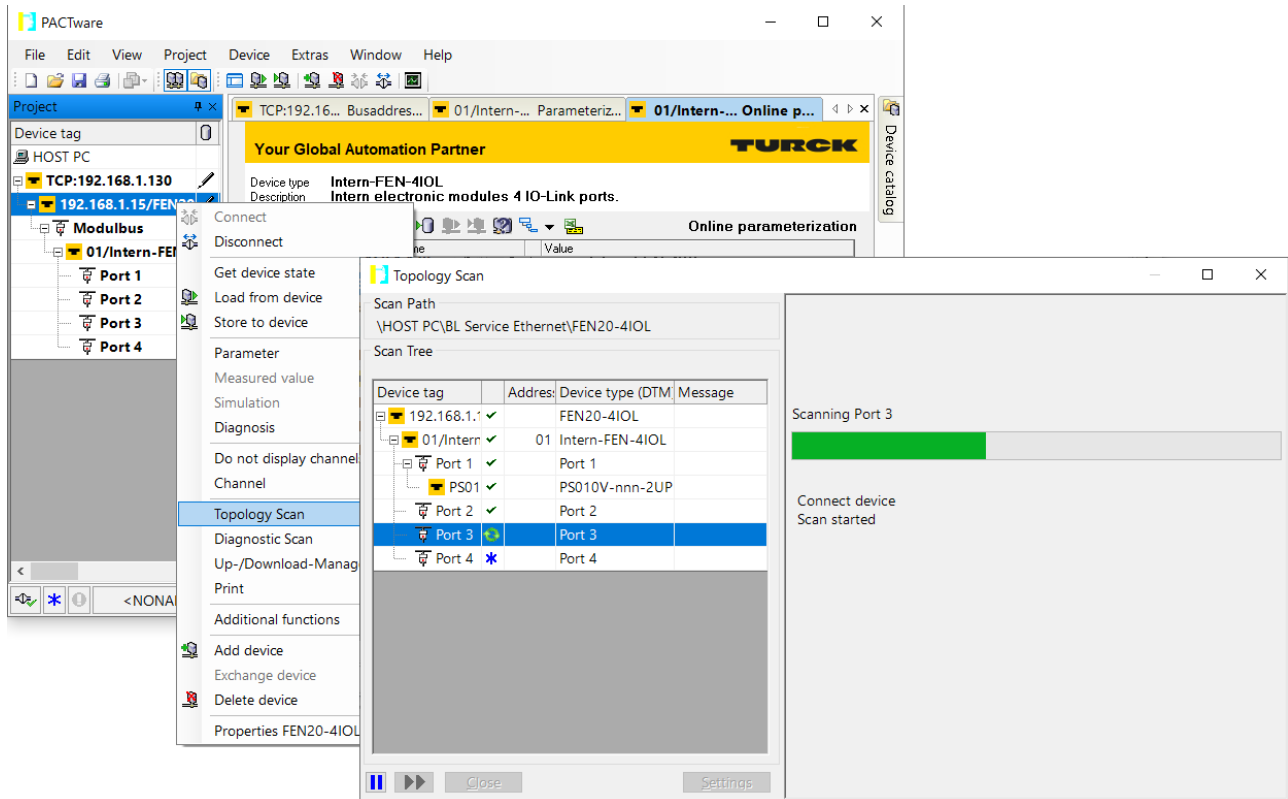 PACTware
File Edit View Project Device Extras Window Help
Project
TCP:192.16... Busaddres... 01/Intern-... Parameteriz... 01/Intern-... Online p...
Device tag
HOST PC
TCP:192.168.1.130
192.168.1.15/FEN20
Modulbus
01/Intern-FEN
Port 1
Port 2
Port 3
Port 4
<NONA
Your Global Automation Partner
TURCK
Device type Intern-FEN-4IOL
Description Intern electronic modules 4 IO-Link ports.
Online parameterization
Value
Device catalog
Connect
Disconnect
Get device state
Load from device
Store to device
Parameter
Measured value
Simulation
Diagnosis
Do not display channel
Channel
Topology Scan
Diagnostic Scan
Up-/Download-Manag
Print
Additional functions
Add device
Exchange device
Delete device
Properties FEN20-4IOL
Topology Scan
Scan Path
\HOST PC\BL Service Ethernet\FEN20-4IOL
Scan Tree
Device tag Address Device type (DTM) Message
192.168.1.1 FEN20-4IOL
01/Intern 01 Intern-FEN-4IOL
Port 1 Port 1
PS01 PS010V-nnn-2UP
Port 2 Port 2
Port 3 Port 3
Port 4 Port 4
Close Settings
Scanning Port 3
Connect device
Scan started